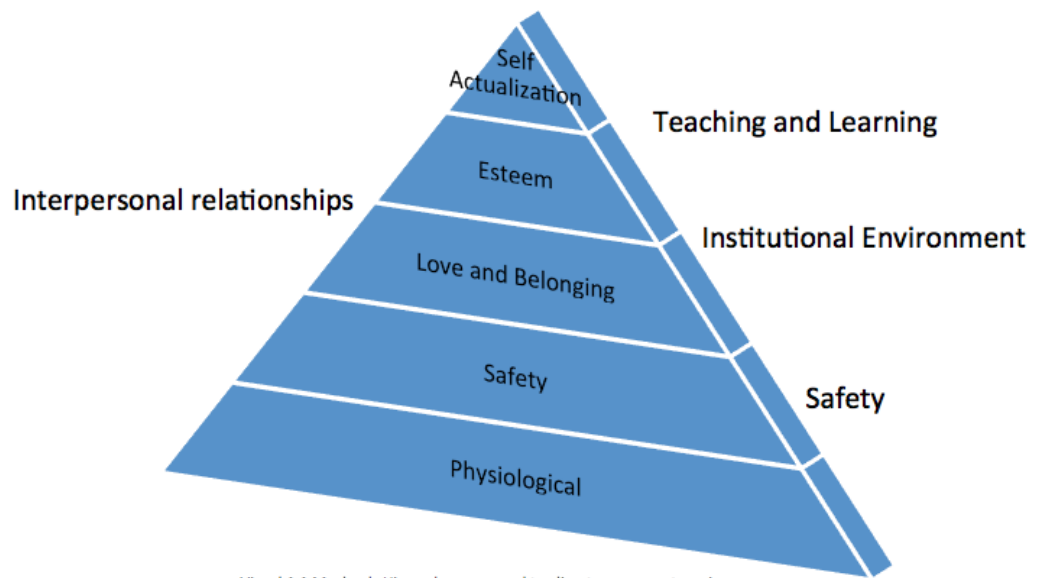 Self
Actualization
Teaching and Learning
Esteem
Interpersonal relationships
Institutional Environment
Love and Belonging
Safety
Safety
Physiological